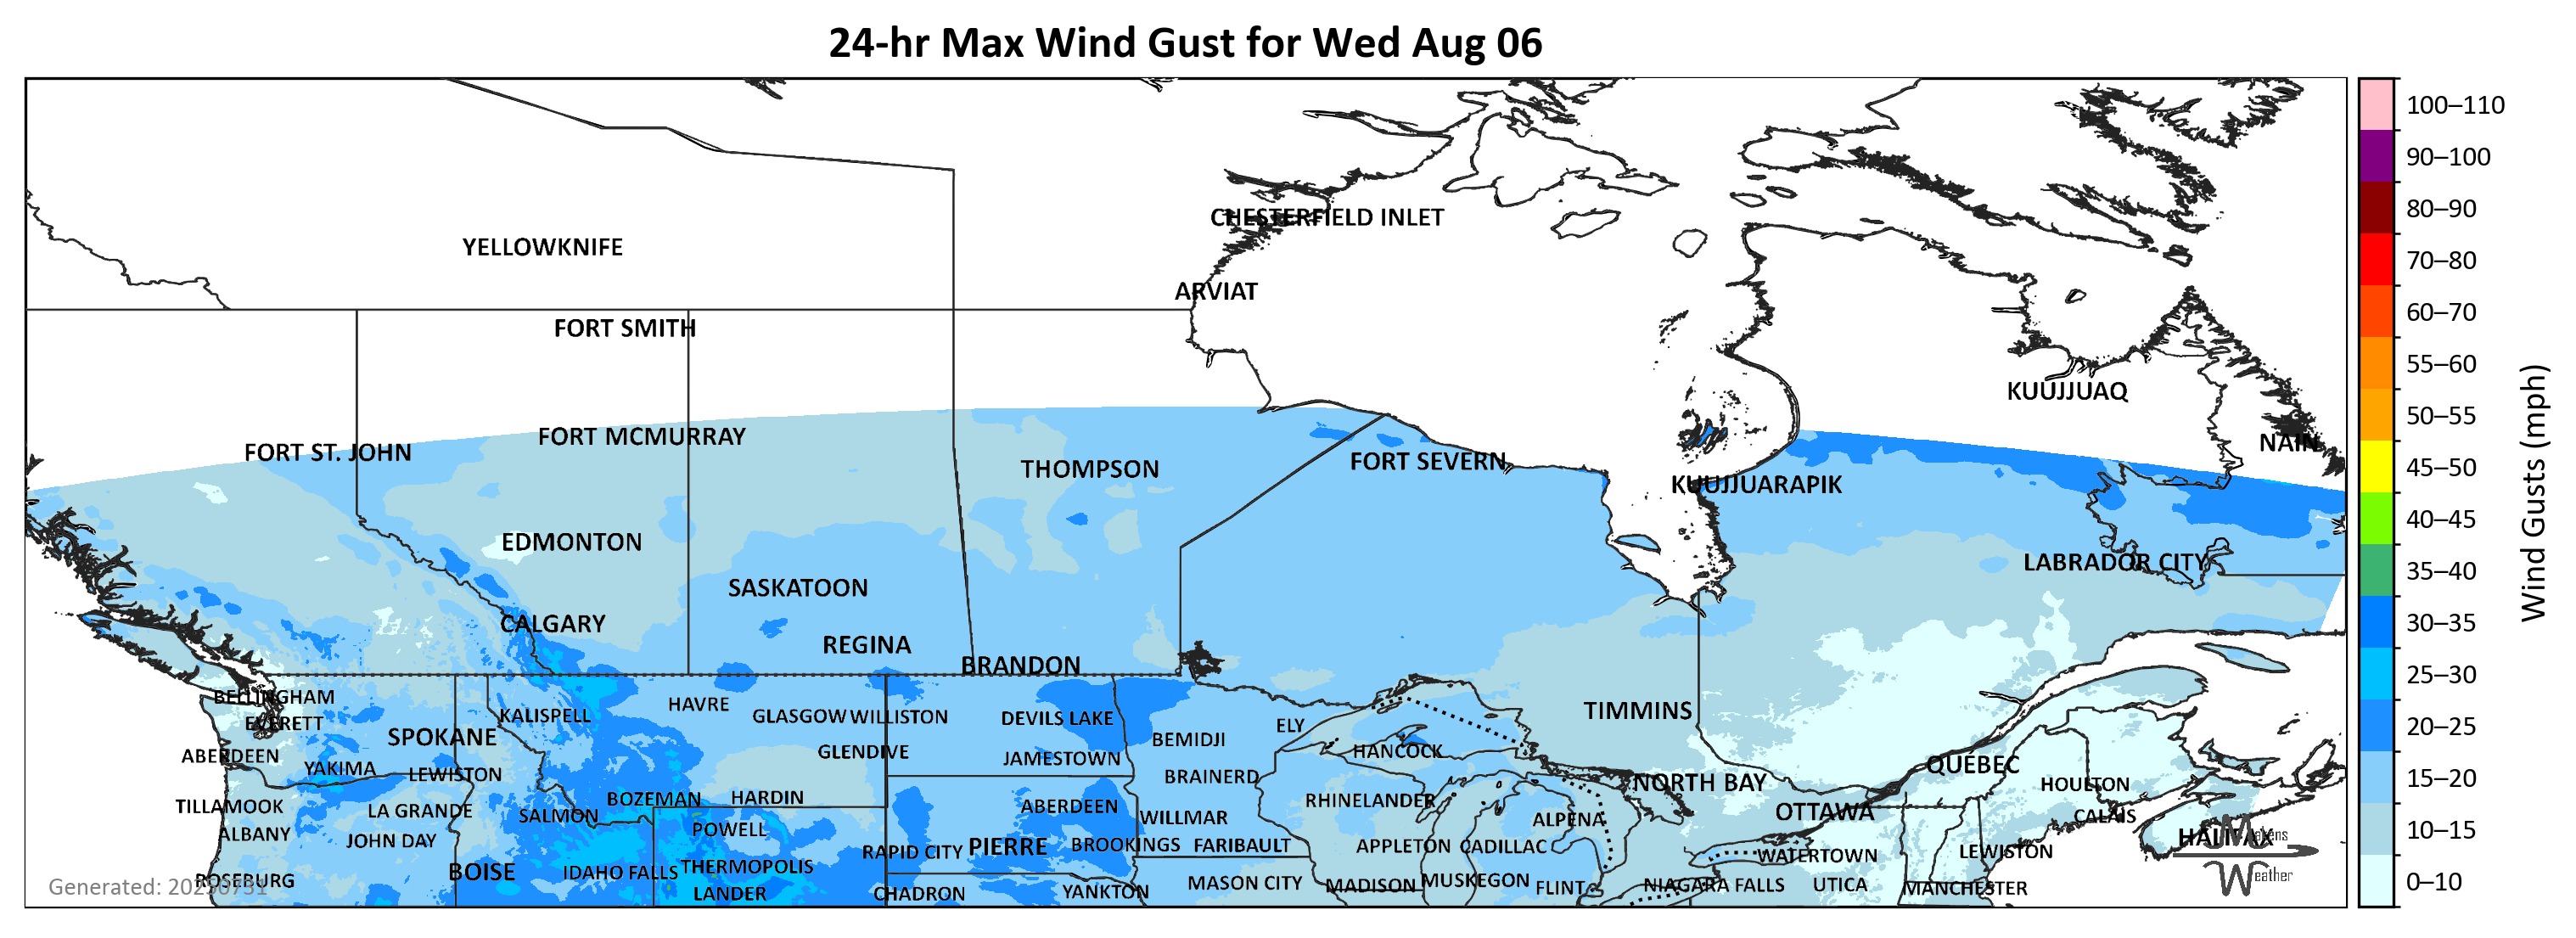 24-hr Max Wind Gust for Wed Aug 06
100–110
90–100
80–90
70–80
60–70
55–60
50–55
45–50
40–45
35–40
30–35
25–30
20–25
15–20
10–15
0–10
Wind Gusts (mph)
CHESTERFIELD INLET
YELLOWKNIFE
ARVIAT
FORT SMITH
KUUJJUAQ
FORT MCMURRAY
NAIN
FORT ST. JOHN
FORT SEVERN
THOMPSON
KUUJJUARAPIK
EDMONTON
LABRADOR CITY
SASKATOON
CALGARY
REGINA
BRANDON
BELLINGHAM
HAVRE
TIMMINS
KALISPELL
GLASGOW
WILLISTON
DEVILS LAKE
EVERETT
ELY
SPOKANE
BEMIDJI
HANCOCK
GLENDIVE
ABERDEEN
JAMESTOWN
QUÉBEC
YAKIMA
LEWISTON
BRAINERD
NORTH BAY
HOULTON
BOZEMAN
HARDIN
RHINELANDER
TILLAMOOK
ABERDEEN
LA GRANDE
OTTAWA
SALMON
CALAIS
WILLMAR
ALPENA
POWELL
ALBANY
HALIFAX
Makens
Weather
JOHN DAY
BROOKINGS
FARIBAULT
PIERRE
APPLETON
CADILLAC
RAPID CITY
LEWISTON
WATERTOWN
THERMOPOLIS
BOISE
IDAHO FALLS
ROSEBURG
MUSKEGON
MASON CITY
MADISON
NIAGARA FALLS
UTICA
FLINT
MANCHESTER
Generated: 20250731
LANDER
CHADRON
YANKTON